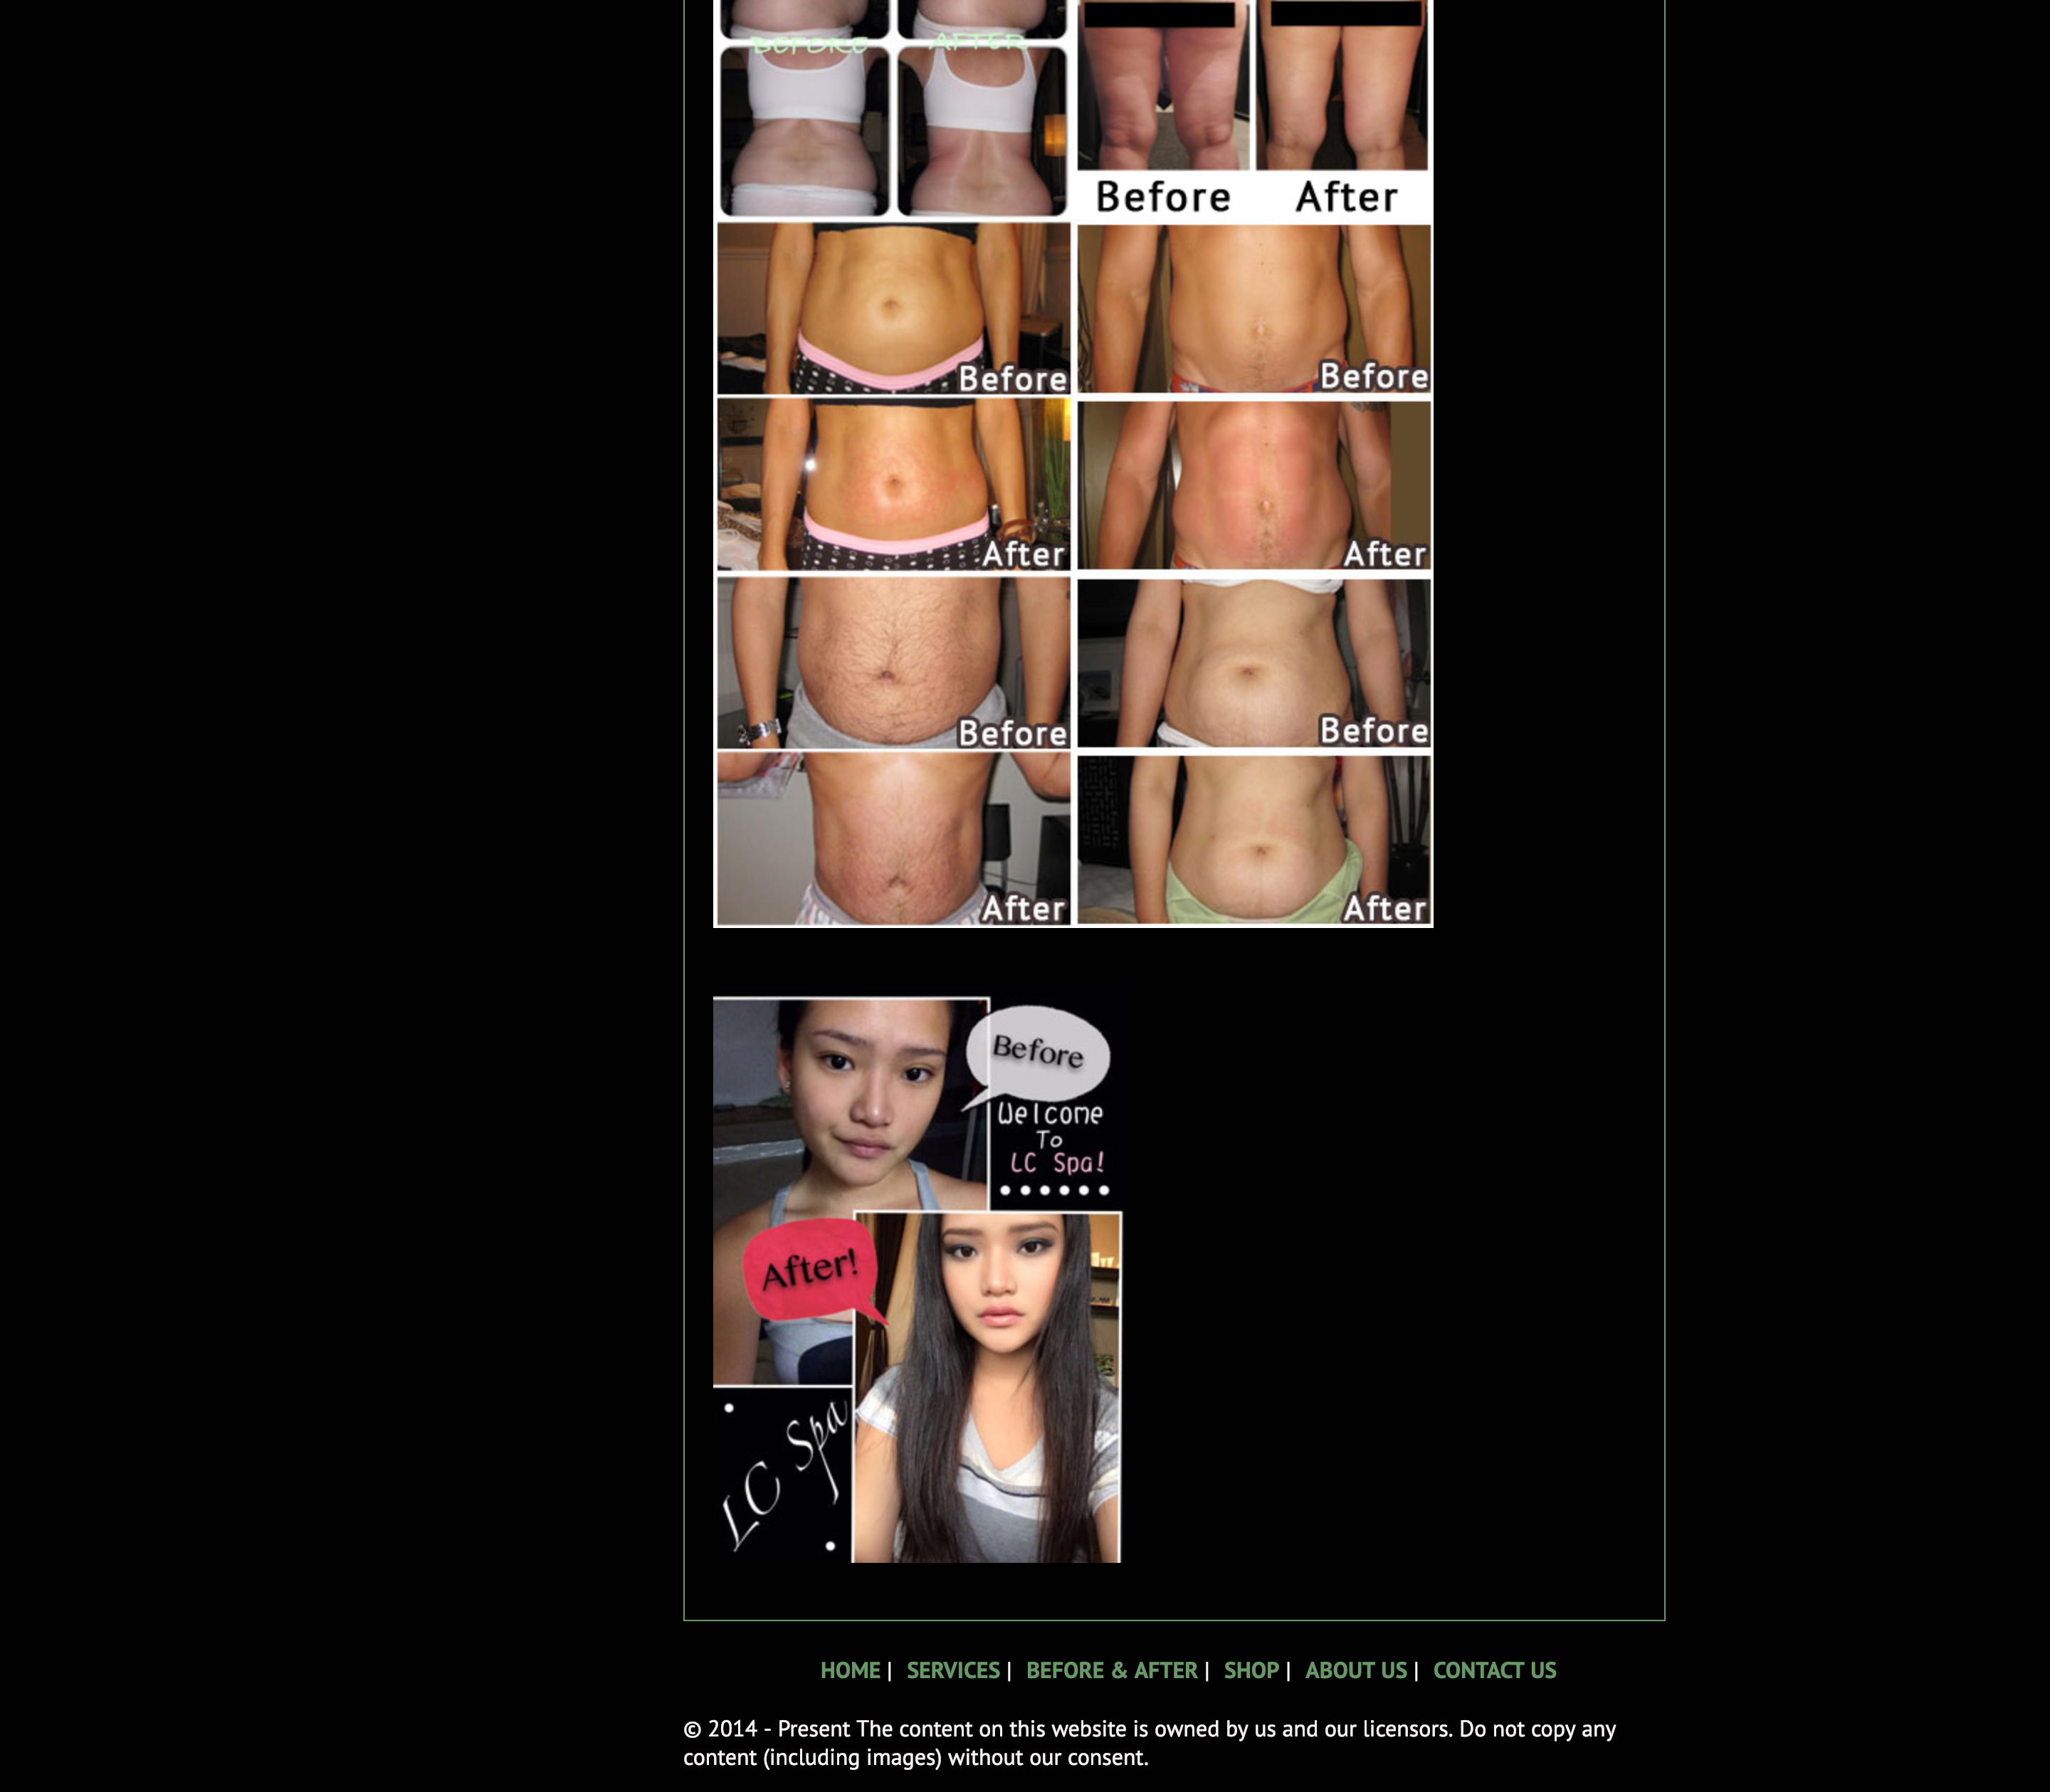 BEFORE AFTER
Before After
Before
Before
After
After
Before
Before
After
After
Before
Welcome
To
LC Spa!
After!
LC Spa
HOME | SERVICES | BEFORE & AFTER | SHOP | ABOUT US | CONTACT US
© 2014 - Present The content on this website is owned by us and our licensors. Do not copy any
content (including images) without our consent.